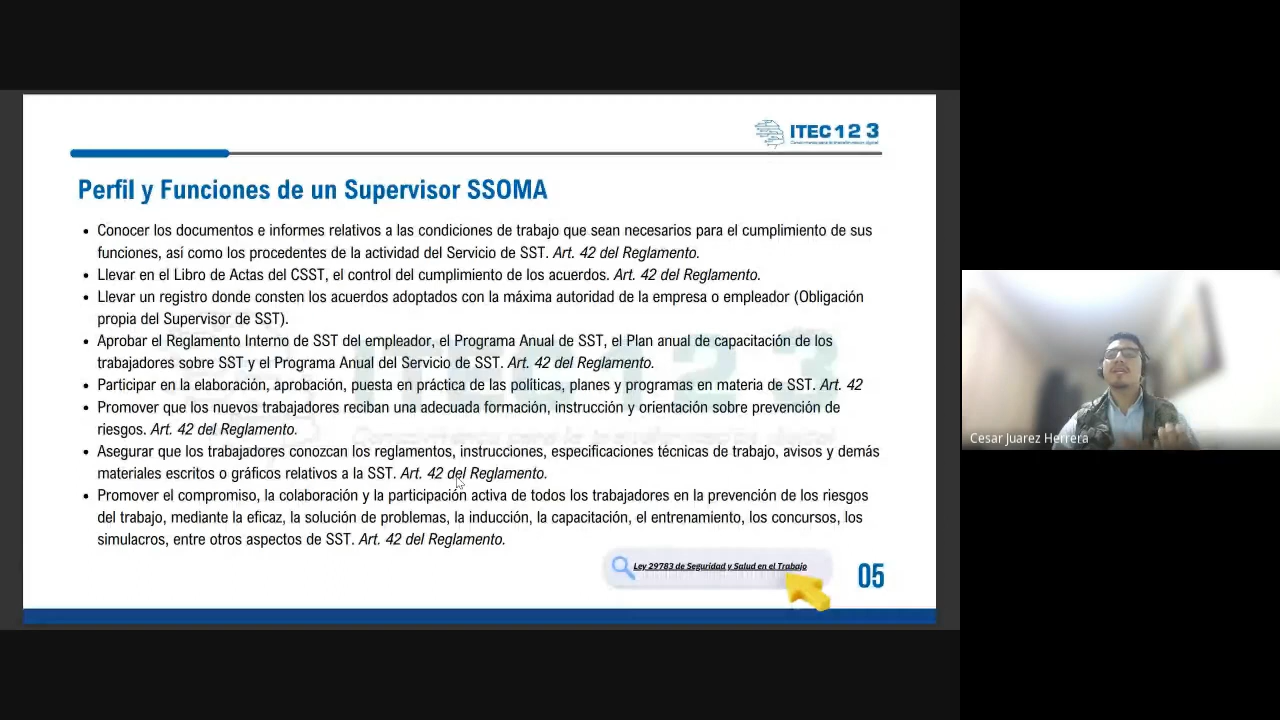 ITEC 1 2 3
Perfil y Funciones de un Supervisor SSOMA
• Conocer los documentos e informes relativos a las condiciones de trabajo que sean necesarios para el cumplimiento de sus
funciones, así como los procedentes de la actividad del Servicio de SST. Art. 42 del Reglamento.
• Llevar en el Libro de Actas del CSST, el control del cumplimiento de los acuerdos. Art. 42 del Reglamento.
• Llevar un registro donde consten los acuerdos adoptados con la máxima autoridad de la empresa o empleador (Obligación
propia del Supervisor de SST).
• Aprobar el Reglamento Interno de SST del empleador, el Programa Anual de SST, el Plan anual de capacitación de los
trabajadores sobre SST y el Programa Anual del Servicio de SST. Art. 42 del Reglamento.
• Participar en la elaboración, aprobación, puesta en práctica de las políticas, planes y programas en materia de SST. Art. 42
• Promover que los nuevos trabajadores reciban una adecuada formación, instrucción y orientación sobre prevención de
riesgos. Art. 42 del Reglamento.
• Asegurar que los trabajadores conozcan los reglamentos, instrucciones, especificaciones técnicas de trabajo, avisos y demás
materiales escritos o gráficos relativos a la SST. Art. 42 del Reglamento.
• Promover el compromiso, la colaboración y la participación activa de todos los trabajadores en la prevención de los riesgos
del trabajo, mediante la eficaz, la solución de problemas, la inducción, la capacitación, el entrenamiento, los concursos, los
simulacros, entre otros aspectos de SST. Art. 42 del Reglamento.
Ley 29783 de Seguridad y Salud en el Trabajo
05
Cesar Juarez Herrera